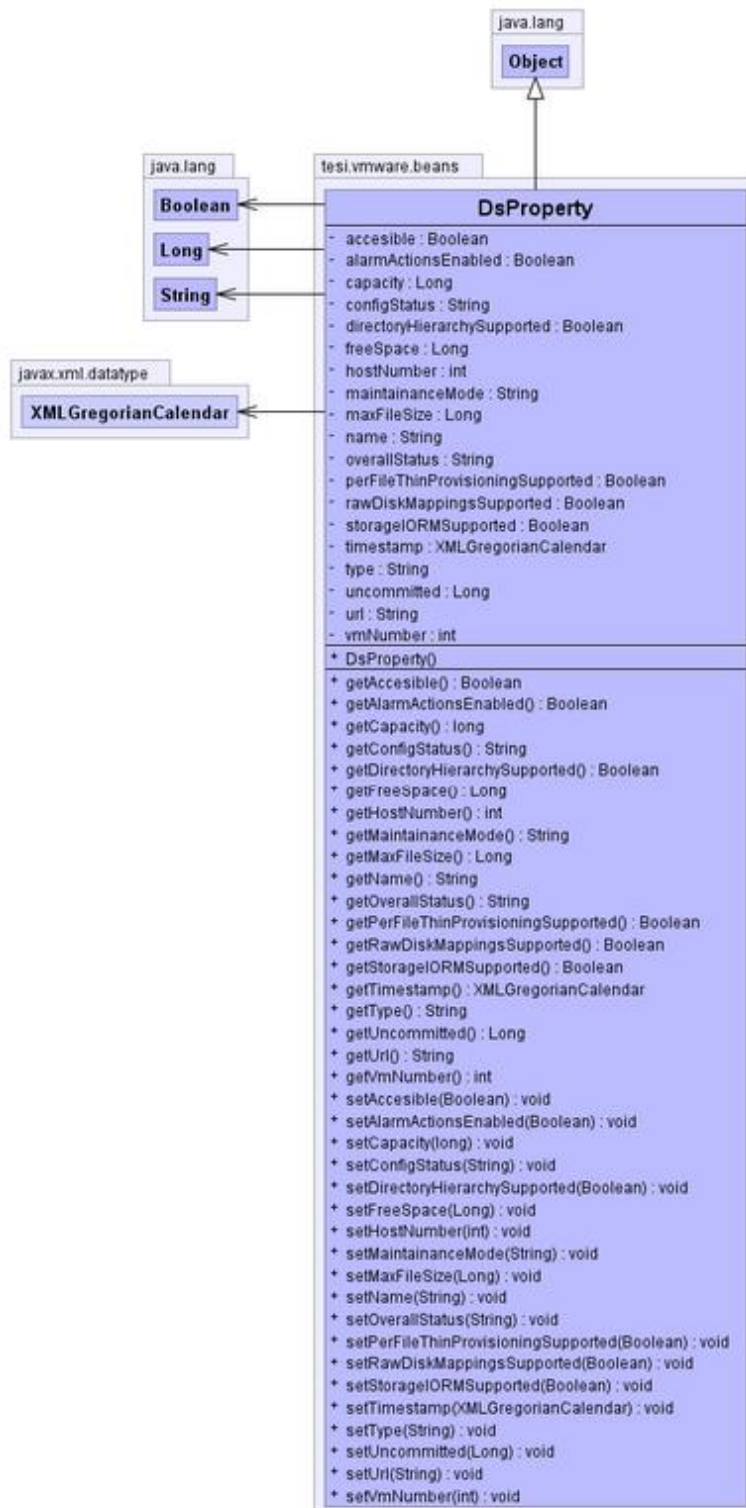 java.lang
Object
java.lang
Boolean
Long
String
javax.xml.datatype
XMLGregorianCalendar
tesi.vmware.beans
DsProperty
- accesible : Boolean
- alarmActionsEnabled : Boolean
- capacity : Long
- configStatus : String
- directoryHierarchySupported : Boolean
- freeSpace : Long
- hostNumber : int
- maintainanceMode : String
- maxFileSize : Long
- name : String
- overallStatus : String
- perFileThinProvisioningSupported : Boolean
- rawDiskMappingsSupported : Boolean
- storageIORMSupported : Boolean
- timestamp : XMLGregorianCalendar
- type : String
- uncommitted : Long
- url : String
- vmNumber : int
+ DsProperty()
+ getAccesible() : Boolean
+ getAlarmActionsEnabled() : Boolean
+ getCapacity() : long
+ getConfigStatus() : String
+ getDirectoryHierarchySupported() : Boolean
+ getFreeSpace() : Long
+ getHostNumber() : int
+ getMaintainanceMode() : String
+ getMaxFileSize() : Long
+ getName() : String
+ getOverallStatus() : String
+ getPerFileThinProvisioningSupported() : Boolean
+ getRawDiskMappingsSupported() : Boolean
+ getStorageIORMSupported() : Boolean
+ getTimestamp() : XMLGregorianCalendar
+ getType() : String
+ getUncommitted() : Long
+ getUrl() : String
+ getVmNumber() : int
+ setAccesible(Boolean) : void
+ setAlarmActionsEnabled(Boolean) : void
+ setCapacity(long) : void
+ setConfigStatus(String) : void
+ setDirectoryHierarchySupported(Boolean) : void
+ setFreeSpace(Long) : void
+ setHostNumber(int) : void
+ setMaintainanceMode(String) : void
+ setMaxFileSize(Long) : void
+ setName(String) : void
+ setOverallStatus(String) : void
+ setPerFileThinProvisioningSupported(Boolean) : void
+ setRawDiskMappingsSupported(Boolean) : void
+ setStorageIORMSupported(Boolean) : void
+ setTimestamp(XMLGregorianCalendar) : void
+ setType(String) : void
+ setUncommitted(Long) : void
+ setUrl(String) : void
+ setVmNumber(int) : void